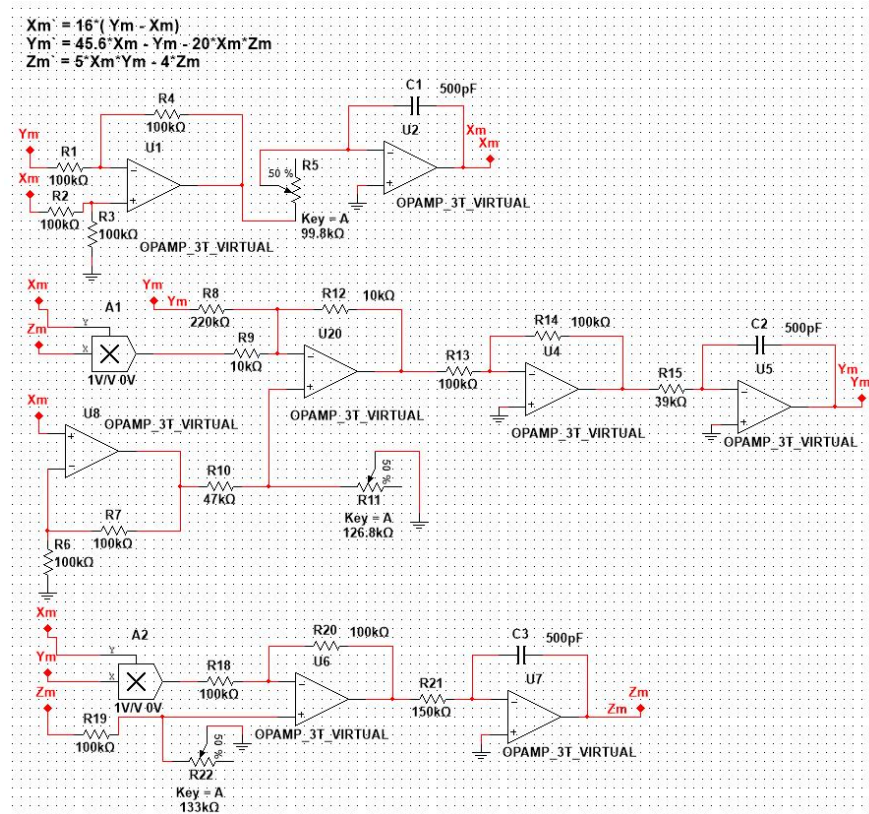 Xm` = 16*( Ym - Xm)
Ym` = 45.6*Xm - Ym - 20*Xm*Zm
Zm` = 5*Xm*Ym - 4*Zm
C1 500pF
R4
100kΩ
U2
Xm
Xm
Ym
R1
100kΩ
U1
R5
50 %
Xm
R2
100kΩ
R3
100kΩ
OPAMP_3T_VIRTUAL
Key = A
99.8kΩ
OPAMP_3T_VIRTUAL
Xm
A1
Ym
Ym
R8
220kΩ
R12 10kΩ
Zm
Y
X
1V/V 0V
R9
10kΩ
U20
R13
100kΩ
R14 100kΩ
U4
C2 500pF
R15
39kΩ
U5
Ym
Ym
Xm
U8
OPAMP_3T_VIRTUAL
OPAMP_3T_VIRTUAL
OPAMP_3T_VIRTUAL
OPAMP_3T_VIRTUAL
R10
47kΩ
50 %
R11
Key = A
126.8kΩ
R7
100kΩ
R6
100kΩ
Xm
A2
Y
X
1V/V 0V
Ym
R18
100kΩ
R20 100kΩ
U6
C3 500pF
R21
150kΩ
U7
Zm
Zm
Zm
R19
100kΩ
50 %
R22
Key = A
133kΩ
OPAMP_3T_VIRTUAL
OPAMP_3T_VIRTUAL